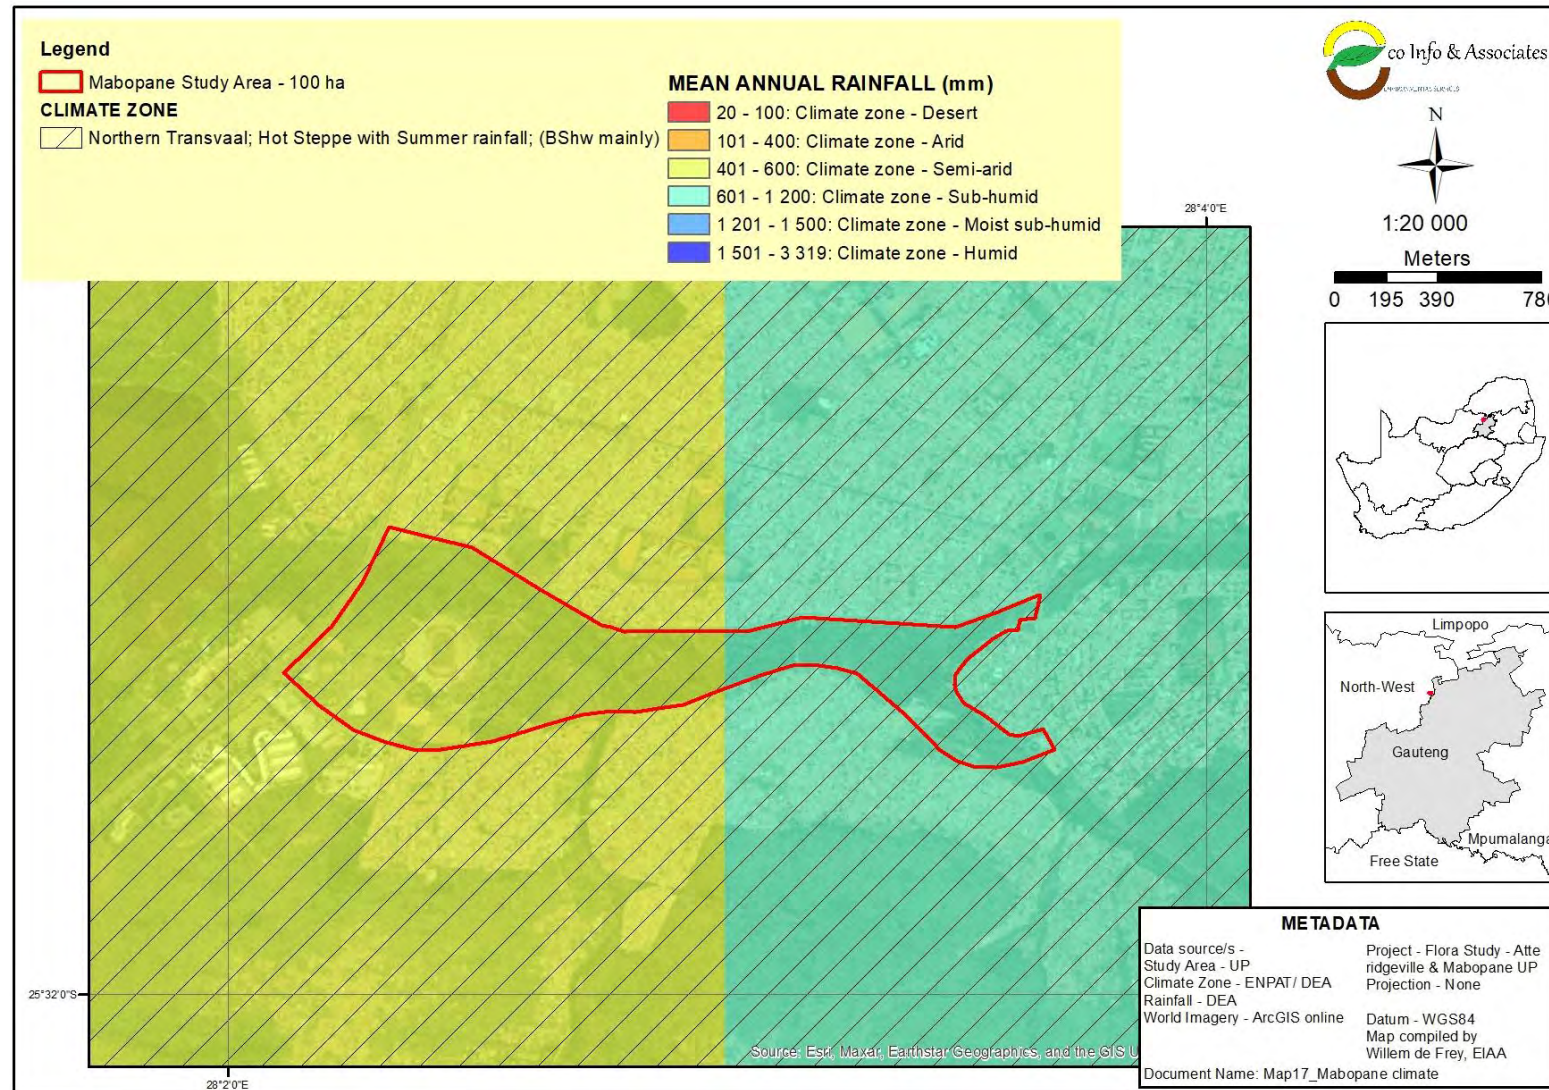 Legend
Mabopane Study Area - 100 ha
CLIMATE ZONE
Northern Transvaal; Hot Steppe with Summer rainfall; (BShw mainly)
MEAN ANNUAL RAINFALL (mm)
20 - 100: Climate zone - Desert
101 - 400: Climate zone - Arid
401 - 600: Climate zone - Semi-arid
601 - 1 200: Climate zone - Sub-humid
1 201 - 1 500: Climate zone - Moist sub-humid
1 501 - 3 319: Climate zone - Humid
co Info & Associates
N
1:20 000
Meters
0 195 390 780
28°4'0"E
25°32'0"S
28°2'0"E
Limpopo
North-West
Gauteng
Mpumalanga
Free State
Source: Esri, Maxar, Earthstar Geographics, and the GIS U
METADATA
Data source/s -
Study Area - UP
Climate Zone - ENPAT/ DEA
Rainfall - DEA
World Imagery - ArcGIS online
Project - Flora Study - Atte
ridgeville & Mabopane UP
Projection - None
Datum - WGS84
Map compiled by
Willem de Frey, EIAA
Document Name: Map17_Mabopane climate